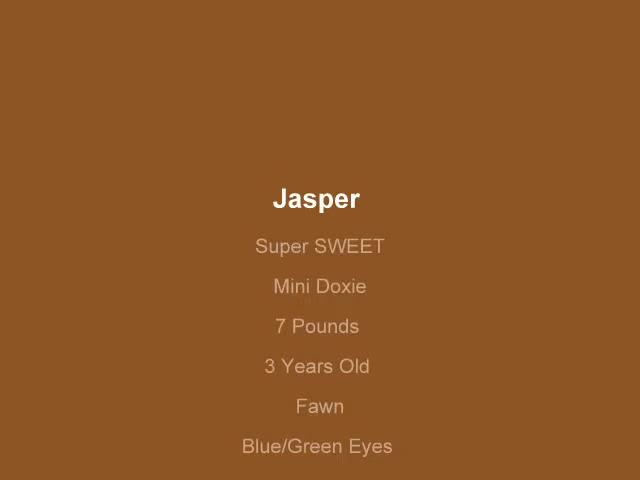 Jasper
Super SWEET
Mini Doxie
7 Pounds
3 Years Old
Fawn
Blue/Green Eyes